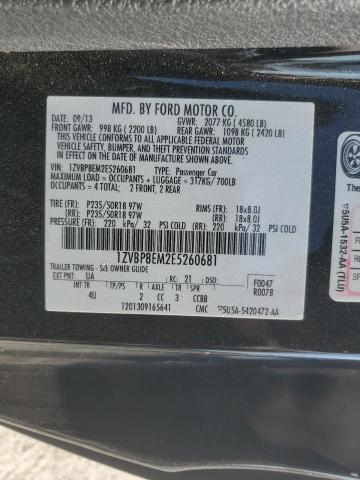 MFD. BY FORD MOTOR CO.
DATE: 09/13 GVWR: 2077 KG ( 4580 LB)
FRONT GAWR: 998 KG ( 2200 LB) REAR GAWR: 1098 KG ( 2420 LB)
THIS VEHICLE CONFORMS TO ALL APPLICABLE FEDERAL MOTOR
VEHICLE SAFETY, BUMPER, AND THEFT PREVENTION STANDARDS IN
EFFECT ON THE DATE OF MANUFACTURE SHOWN ABOVE.
VIN: 1ZVBP8EM2E5260681 TYPE: Passenger Car
MAXIMUM LOAD = OCCUPANTS + LUGGAGE = 317KG/700LB
OCCUPANTS = 4 TOTAL; 2 FRONT, 2 REAR
TIRE (FR): P235/50R18 97W RIMS (FR): 18x8.0J
(RR): P235/50R18 97W (RR): 18x8.0J
PRESSURE (FR): 220 kPa/ 32 PSI COLD (RR): 220 kPa/ 32 PSI COLD
1ZVBP8EM2E5260681
TRAILER TOWING - SEE OWNER GUIDE
EXT PNT: UA RC: 21 DSO: F0047
INT TR TP/PS R AXLE TR SPR R0078
4U 2 CC 3 CCBB
1201309165641 CMC 5U5A-5420472-AA
5U5A-1532-AA (TLU)
The